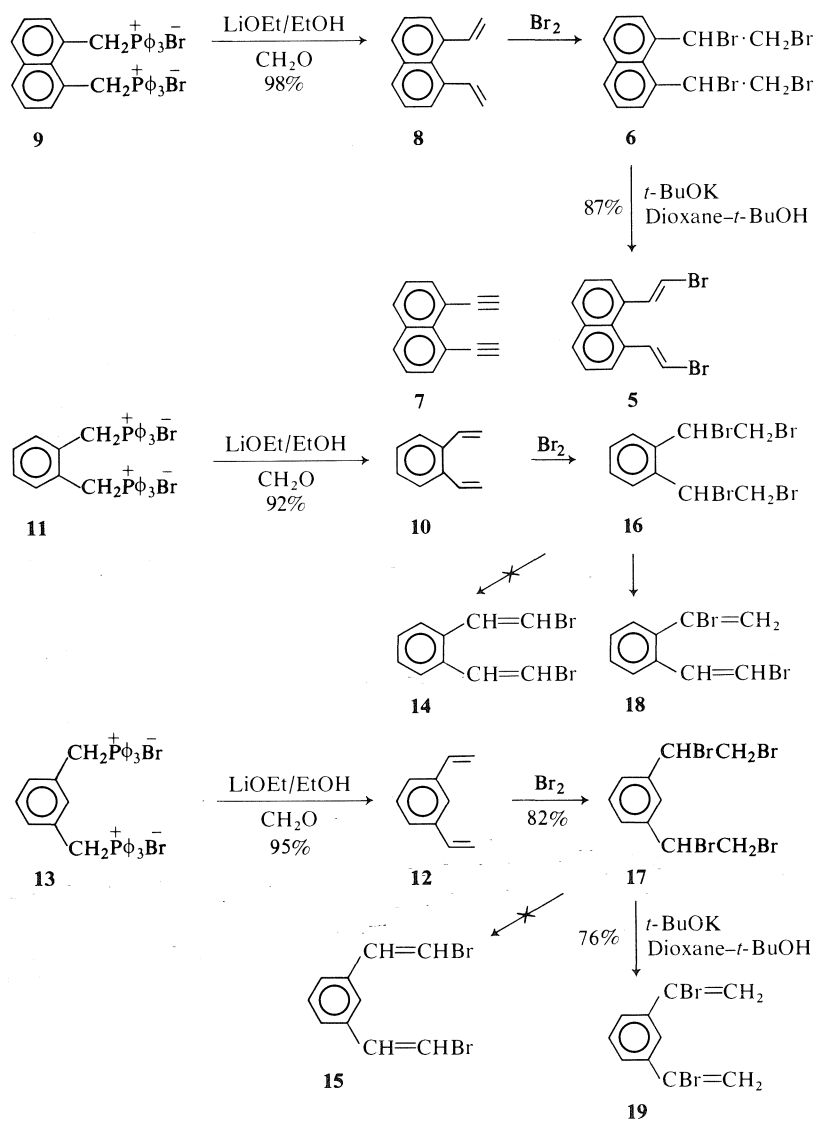 CH₂P⁺ϕ₃Br⁻
CH₂P⁺ϕ₃Br⁻
9
LiOEt/EtOH
CH₂O
98%
8
Br₂
CHBr·CH₂Br
CHBr·CH₂Br
6
87%
t-BuOK
Dioxane–t-BuOH
7
Br
Br
5
CH₂P⁺ϕ₃Br⁻
CH₂P⁺ϕ₃Br⁻
11
LiOEt/EtOH
CH₂O
92%
10
Br₂
CHBrCH₂Br
CHBrCH₂Br
16
CH=CHBr
CH=CHBr
14
CBr=CH₂
CH=CHBr
18
CH₂P⁺ϕ₃Br⁻
CH₂P⁺ϕ₃Br⁻
13
LiOEt/EtOH
CH₂O
95%
12
Br₂
82%
CHBrCH₂Br
CHBrCH₂Br
17
CH=CHBr
CH=CHBr
15
76%
t-BuOK
Dioxane–t-BuOH
CBr=CH₂
CBr=CH₂
19